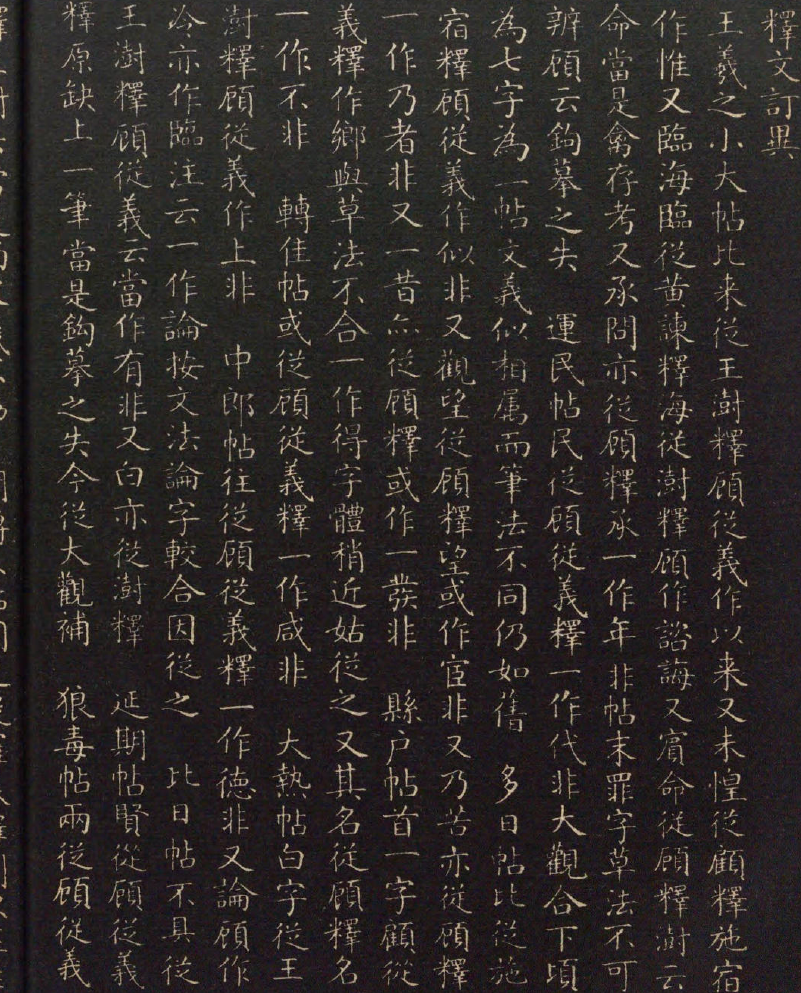 釋文訂異
王羲之小大帖比来從王澍釋顧從義作以来又未惶從顧釋施宿
作惟又臨海臨從黄諫釋海從澍釋顧作諮誨又賓命從顧釋澍云
命當是禽存考又承問亦從顧釋承一作年非帖末罪字草法不可
辨顧云鉤摹之失　運民帖民從顧從義釋一作代非大觀合下頃
為七字為一帖文義似相属而筆法不同仍如舊　多日帖比從施
宿釋顧從義作似非又觀望從顧釋望或作宦非又乃苦亦從顧釋
一作乃者非又一昔尒從顧釋或作一發非　縣户帖首一字顧從
義釋作鄉與草法不合一作得字體稍近姑從之又其名從顧釋名
一作不非　轉佳帖或從顧從義釋一作咸非　大熱帖白字從王
澍釋顧從義作上非　中郎帖往從顧從義釋一作徳非又論顧作
泠亦作臨注云一作論按文法論字較合因從之　比日帖不具從
王澍釋顧從義云當作有非又白亦從澍釋　延期帖賢從顧從義
釋原缺上一筆當是鉤摹之失今從大觀補　狼毒帖兩從顧從義